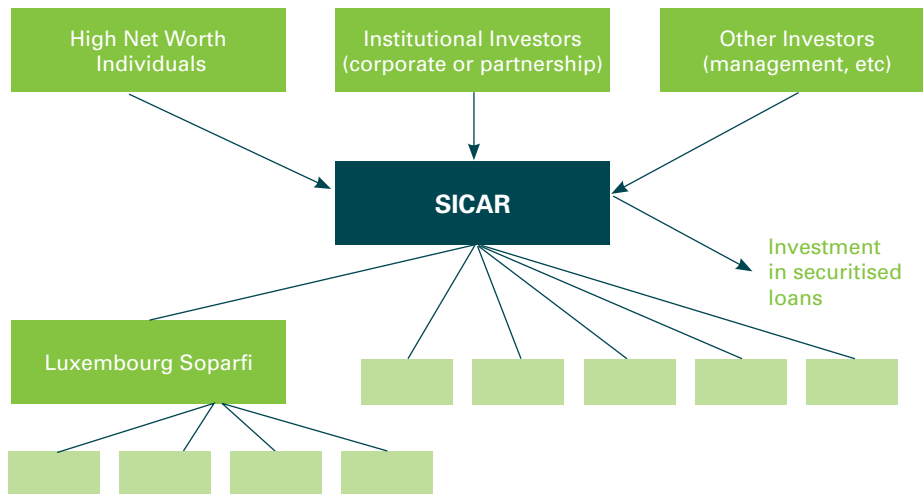 High Net Worth
Individuals
Institutional Investors
(corporate or partnership)
Other Investors
(management, etc)
SICAR
Investment
in securitised
loans
Luxembourg Soparfi